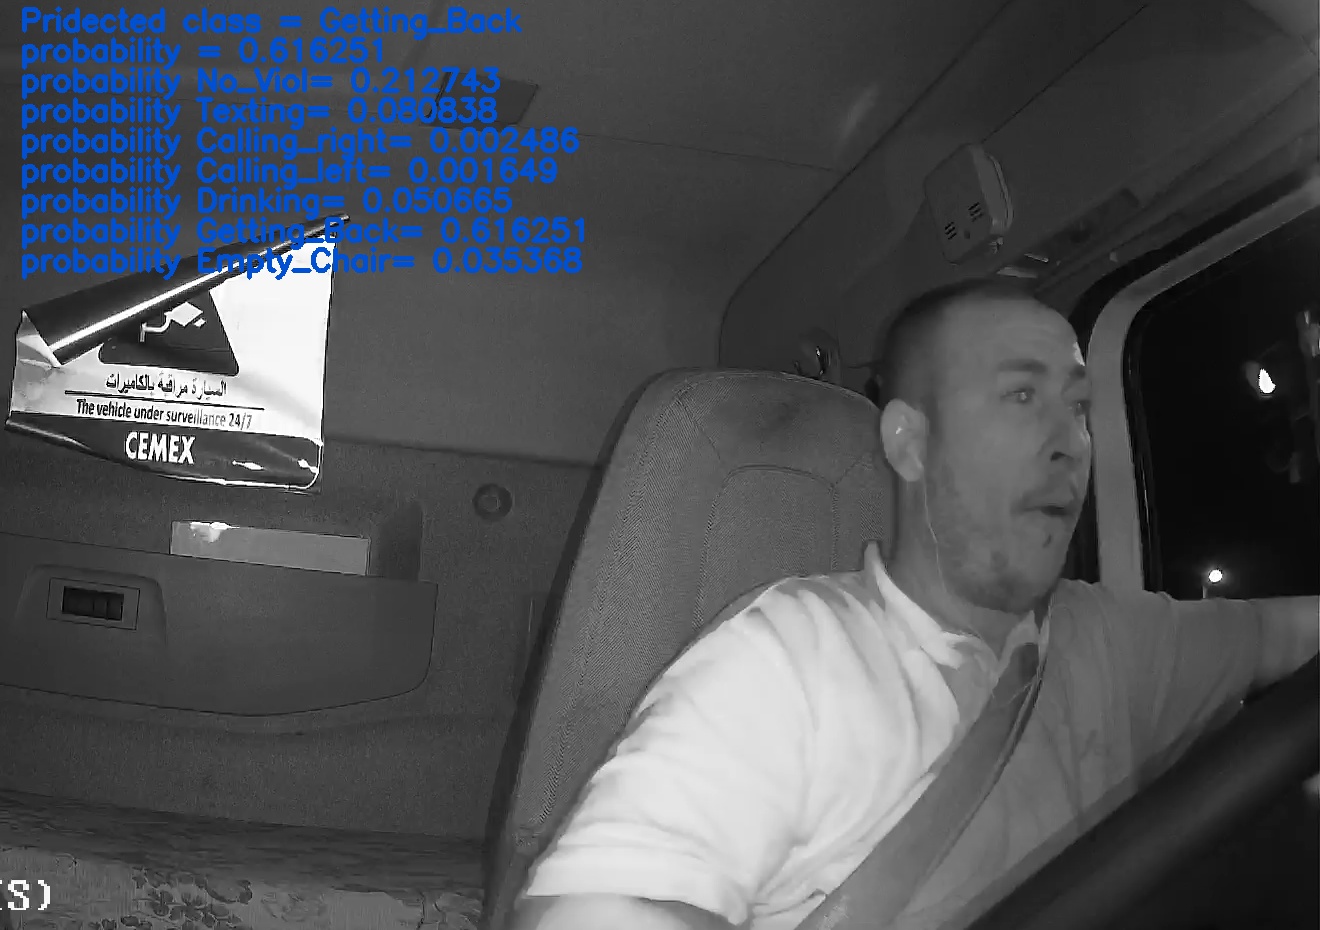 Pridected class = Getting_Back
probability = 0.616251
probability No_Viol= 0.212743
probability Texting= 0.080838
probability Calling_right= 0.002486
probability Calling_left= 0.001649
probability Drinking= 0.050665
probability Getting_Back= 0.616251
probability Empty_Chair= 0.035368
السيارة مراقبة بالكاميرات
The vehicle under surveillance 24/7
CEMEX
S)